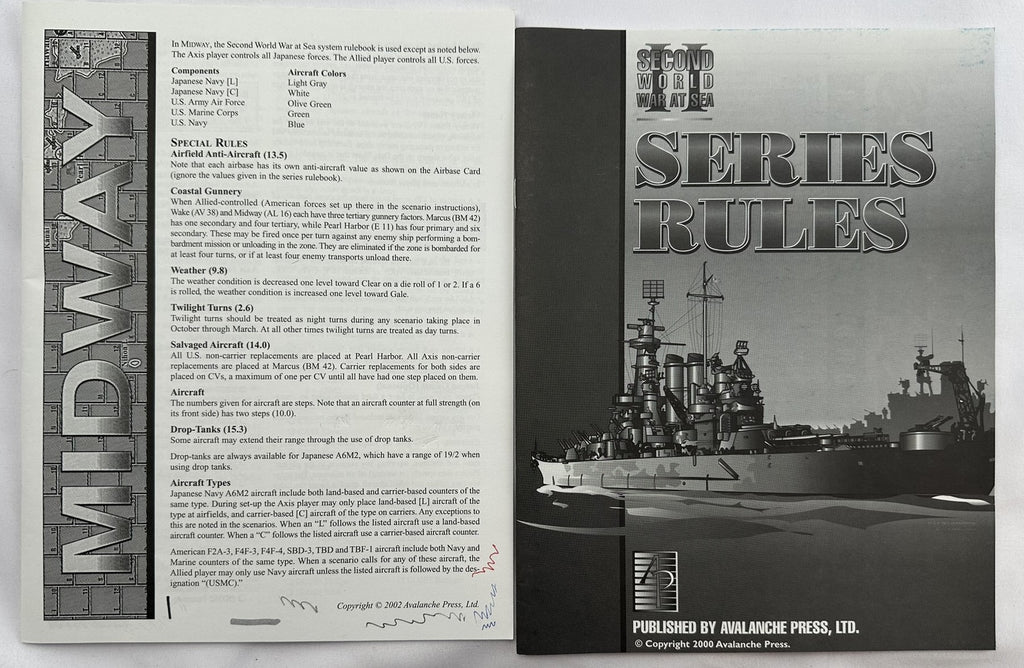 MIDWAY
In MIDWAY, the Second World War at Sea system rulebook is used except as noted below.
The Axis player controls all Japanese forces. The Allied player controls all U.S. forces.
Components Aircraft Colors
Japanese Navy [L] Light Gray
Japanese Navy [C] White
U.S. Army Air Force Olive Green
U.S. Marine Corps Green
U.S. Navy Blue
SPECIAL RULES
Airfield Anti-Aircraft (13.5)
Note that each airbase has its own anti-aircraft value as shown on the Airbase Card
(ignore the values given in the series rulebook).
Coastal Gunnery
When Allied-controlled (American forces set up there in the scenario instructions),
Wake (AV 38) and Midway (AL 16) each have three tertiary gunnery factors. Marcus (BM 42)
has one secondary and four tertiary, while Pearl Harbor (E 11) has four primary and six
secondary. These may be fired once per turn against any enemy ship performing a bom-
bardment mission or unloading in the zone. They are eliminated if the zone is bombarded for
at least four turns, or if at least four enemy transports unload there.
Weather (9.8)
The weather condition is decreased one level toward Clear on a die roll of 1 or 2. If a 6
is rolled, the weather condition is increased one level toward Gale.
Twilight Turns (2.6)
Twilight turns should be treated as night turns during any scenario taking place in
October through March. At all other times twilight turns are treated as day turns.
Salvaged Aircraft (14.0)
All U.S. non-carrier replacements are placed at Pearl Harbor. All Axis non-carrier
replacements are placed at Marcus (BM 42). Carrier replacements for both sides are
placed on CVs, a maximum of one per CV until all have had one step placed on them.
Aircraft
The numbers given for aircraft are steps. Note that an aircraft counter at full strength (on
its front side) has two steps (10.0).
Drop-Tanks (15.3)
Some aircraft may extend their range through the use of drop tanks.
Drop-tanks are always available for Japanese A6M2, which have a range of 19/2 when
using drop tanks.
Aircraft Types
Japanese Navy A6M2 aircraft include both land-based and carrier-based counters of the
same type. During set-up the Axis player may only place land-based [L] aircraft of the
type at airfields, and carrier-based [C] aircraft of the type on carriers. Any exceptions to
this are noted in the scenarios. When an "L" follows the listed aircraft use a land-based
aircraft counter. When a "C" follows the listed aircraft use a carrier-based aircraft counter.
American F2A-3, F4F-3, F4F-4, SBD-3, TBD and TBF-1 aircraft include both Navy and
Marine counters of the same type. When a scenario calls for any of these aircraft, the
Allied player may only use Navy aircraft unless the listed aircraft is followed by the des-
ignation "(USMC)."
Copyright © 2002 Avalanche Press, Ltd.
II
SECOND
WORLD
WAR AT SEA
SERIES
RULES
PUBLISHED BY AVALANCHE PRESS, LTD.
© Copyright 2000 Avalanche Press.